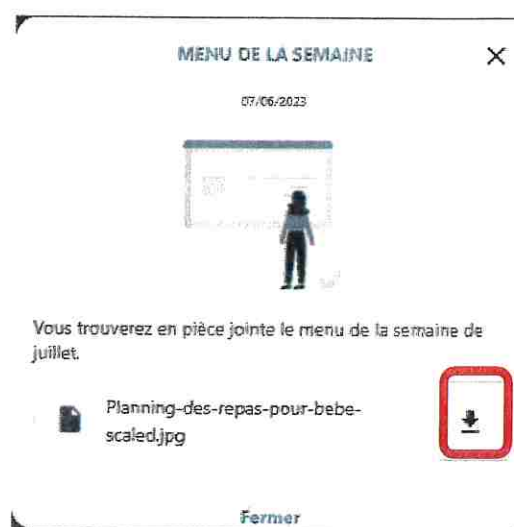 MENU DE LA SEMAINE
07/06/2023
Vous trouverez en pièce jointe le menu de la semaine de
juillet.
Planning-des-repas-pour-bebe-
scaled.jpg
Fermer